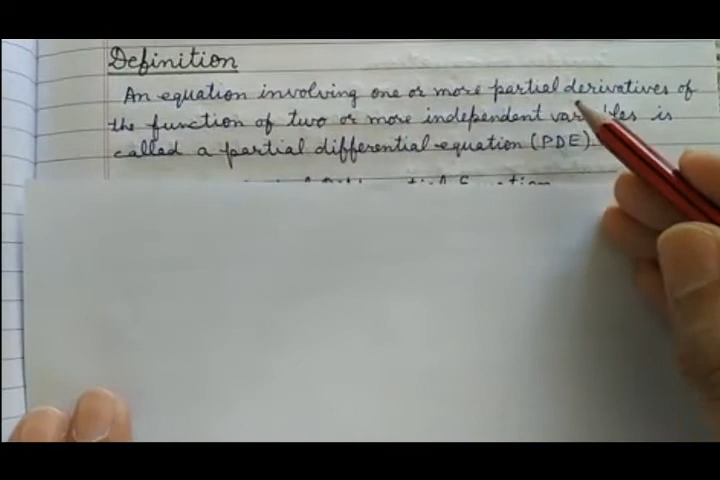 Definition
An equation involving one or more partial derivatives of
the function of two or more independent variables is
called a partial differential equation (PDE).